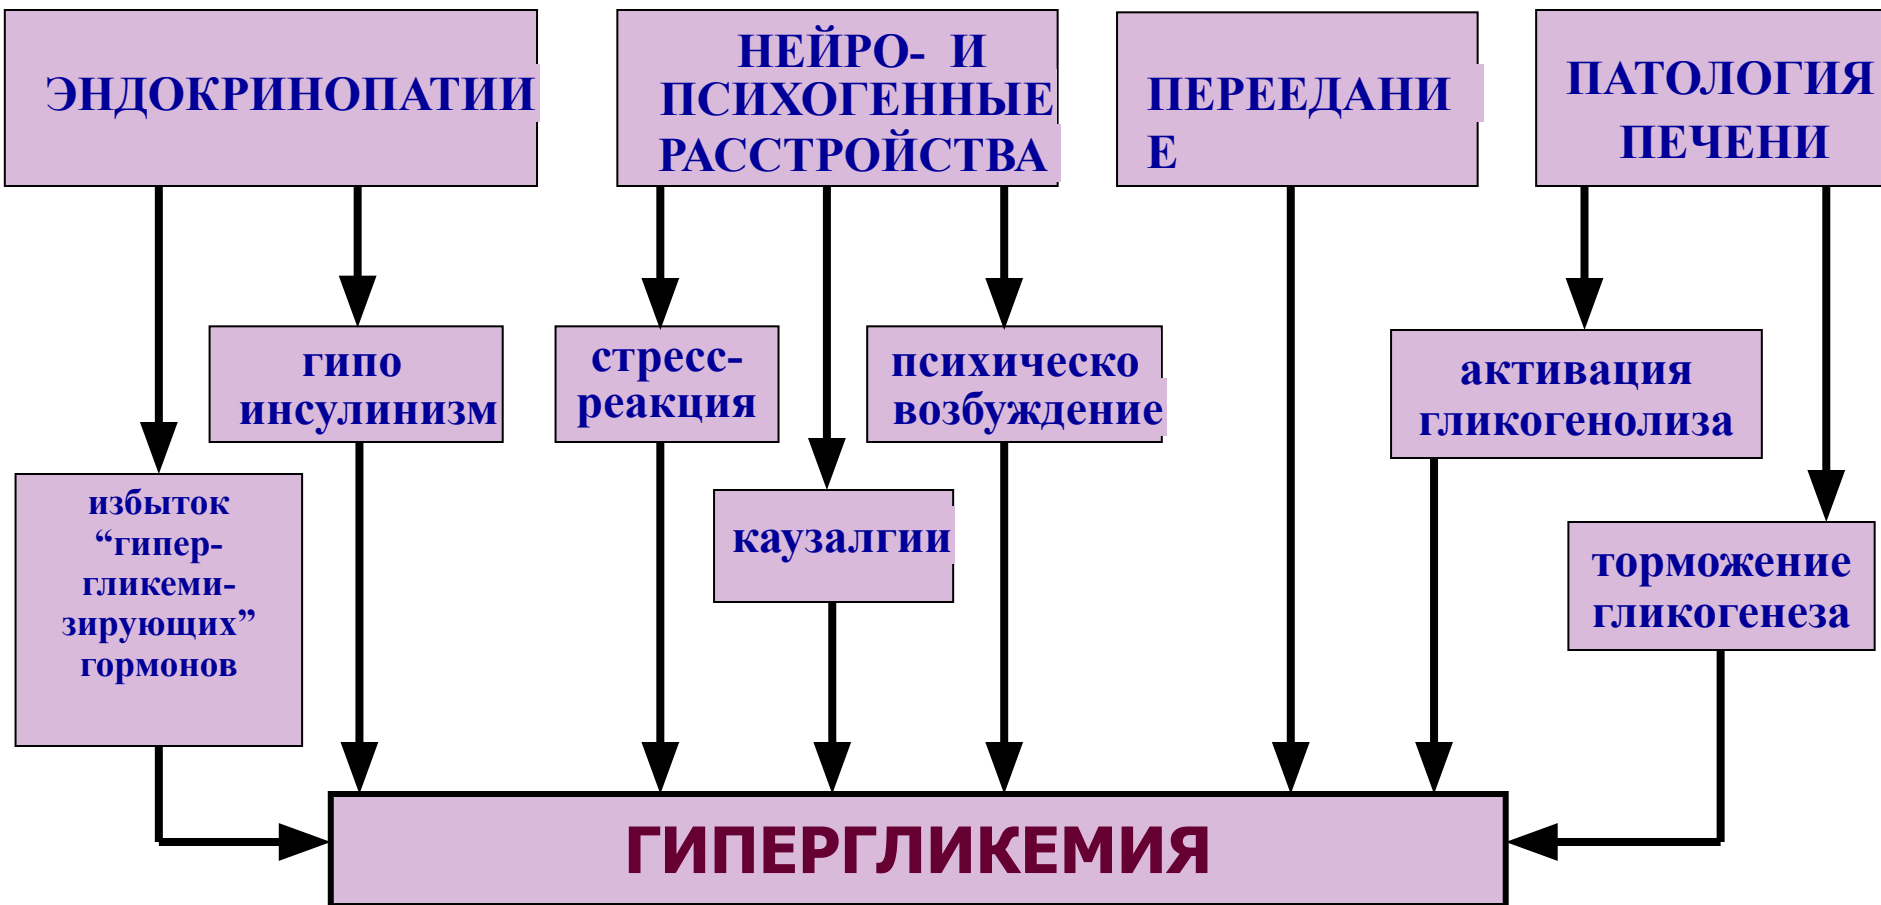 ЭНДОКРИНОПАТИИ
НЕЙРО- И
ПСИХОГЕННЫЕ
РАССТРОЙСТВА
ПЕРЕЕДАНИ
Е
ПАТОЛОГИЯ
ПЕЧЕНИ
гипо
инсулинизм
стресс-
реакция
психическо
возбуждение
активация
гликогенолиза
избыток
“гипер-
гликеми-
зирующих”
гормонов
каузалгии
торможение
гликогенеза
ГИПЕРГЛИКЕМИЯ